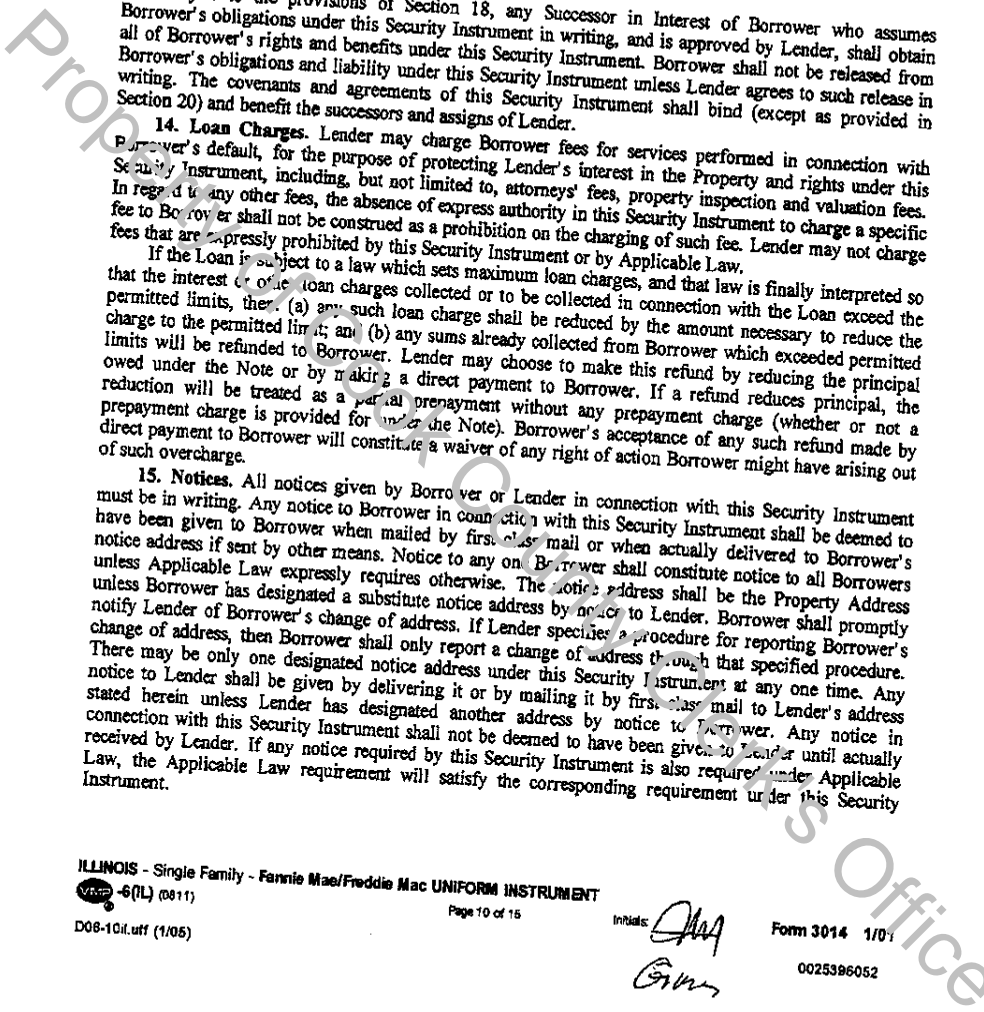 provisions of Section 18, any Successor in Interest of Borrower who assumes
Borrower's obligations under this Security Instrument in writing, and is approved by Lender, shall obtain
all of Borrower's rights and benefits under this Security Instrument. Borrower shall not be released from
Borrower's obligations and liability under this Security Instrument unless Lender agrees to such release in
writing. The covenants and agreements of this Security Instrument shall bind (except as provided in
Section 20) and benefit the successors and assigns of Lender.
14. Loan Charges. Lender may charge Borrower fees for services performed in connection with
Borrower's default, for the purpose of protecting Lender's interest in the Property and rights under this
Security Instrument, including, but not limited to, attorneys' fees, property inspection and valuation fees.
In regard to any other fees, the absence of express authority in this Security Instrument to charge a specific
fee to Borrower shall not be construed as a prohibition on the charging of such fee. Lender may not charge
fees that are expressly prohibited by this Security Instrument or by Applicable Law.
If the Loan is subject to a law which sets maximum loan charges, and that law is finally interpreted so
that the interest or other loan charges collected or to be collected in connection with the Loan exceed the
permitted limits, then: (a) any such loan charge shall be reduced by the amount necessary to reduce the
charge to the permitted limit; and (b) any sums already collected from Borrower which exceeded permitted
limits will be refunded to Borrower. Lender may choose to make this refund by reducing the principal
owed under the Note or by making a direct payment to Borrower. If a refund reduces principal, the
reduction will be treated as a partial prepayment without any prepayment charge (whether or not a
prepayment charge is provided for under the Note). Borrower's acceptance of any such refund made by
direct payment to Borrower will constitute a waiver of any right of action Borrower might have arising out
of such overcharge.
15. Notices. All notices given by Borrower or Lender in connection with this Security Instrument
must be in writing. Any notice to Borrower in connection with this Security Instrument shall be deemed to
have been given to Borrower when mailed by first class mail or when actually delivered to Borrower's
notice address if sent by other means. Notice to any one Borrower shall constitute notice to all Borrowers
unless Applicable Law expressly requires otherwise. The notice address shall be the Property Address
unless Borrower has designated a substitute notice address by notice to Lender. Borrower shall promptly
notify Lender of Borrower's change of address. If Lender specifies a procedure for reporting Borrower's
change of address, then Borrower shall only report a change of address through that specified procedure.
There may be only one designated notice address under this Security Instrument at any one time. Any
notice to Lender shall be given by delivering it or by mailing it by first class mail to Lender's address
stated herein unless Lender has designated another address by notice to Borrower. Any notice in
connection with this Security Instrument shall not be deemed to have been given to Lender until actually
received by Lender. If any notice required by this Security Instrument is also required under Applicable
Law, the Applicable Law requirement will satisfy the corresponding requirement under this Security
Instrument.
ILLINOIS - Single Family - Fannie Mae/Freddie Mac UNIFORM INSTRUMENT
VMP -6(IL) (0811)
Page 10 of 15
Initials:
Form 3014 1/01
D06-10il.uff (1/05)
0025396052
Property of Cook County Clerk's Office